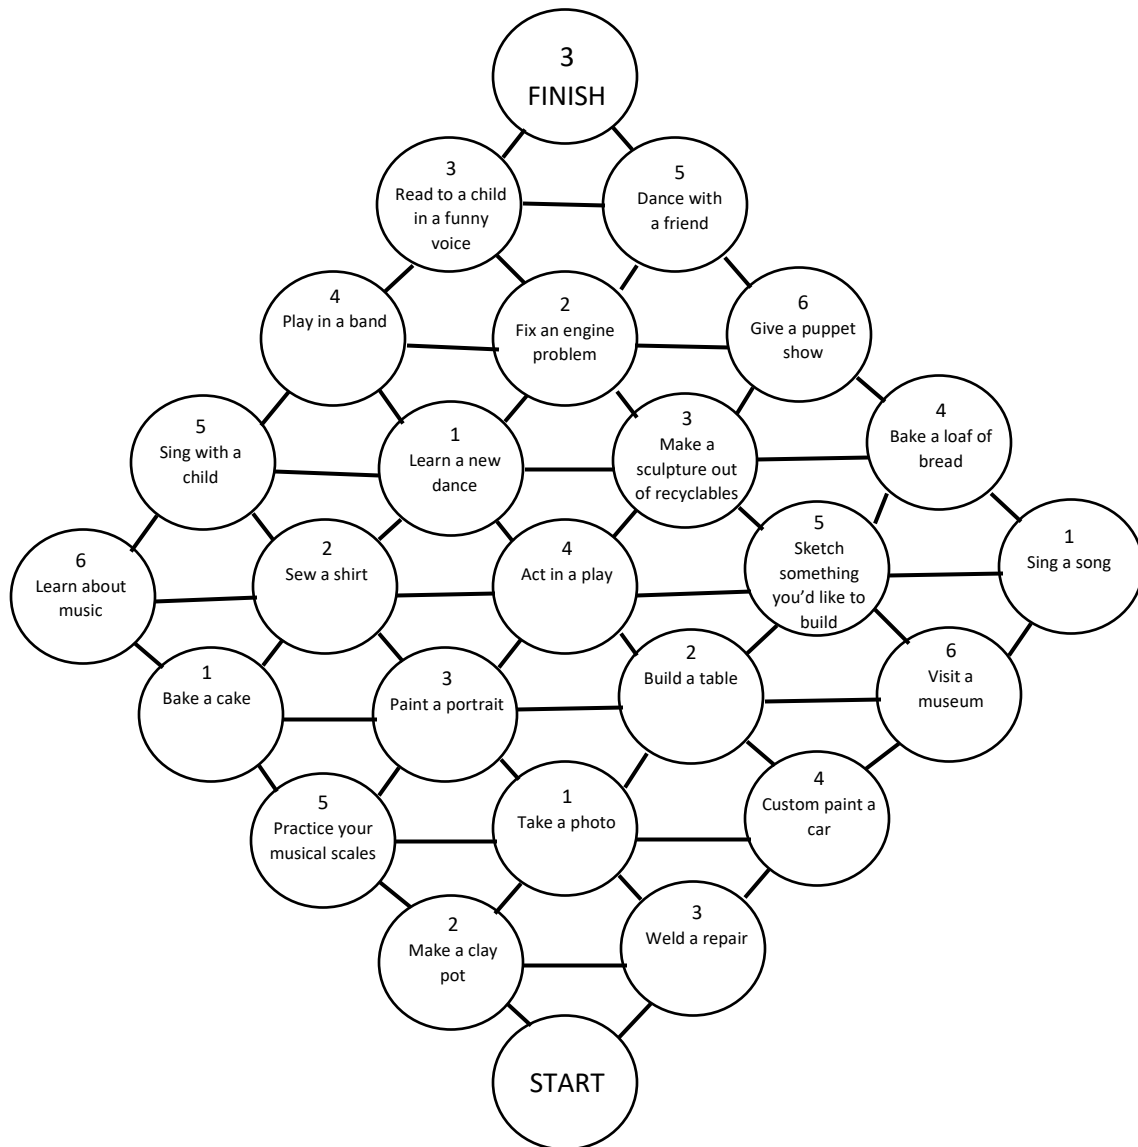 3
FINISH
3
Read to a child
in a funny
voice
5
Dance with
a friend
4
Play in a band
2
Fix an engine
problem
6
Give a puppet
show
5
Sing with a
child
1
Learn a new
dance
3
Make a
sculpture out
of recyclables
4
Bake a loaf of
bread
6
Learn about
music
2
Sew a shirt
4
Act in a play
5
Sketch
something
you’d like to
build
1
Sing a song
1
Bake a cake
3
Paint a portrait
2
Build a table
6
Visit a
museum
5
Practice your
musical scales
1
Take a photo
4
Custom paint a
car
2
Make a clay
pot
3
Weld a repair
START